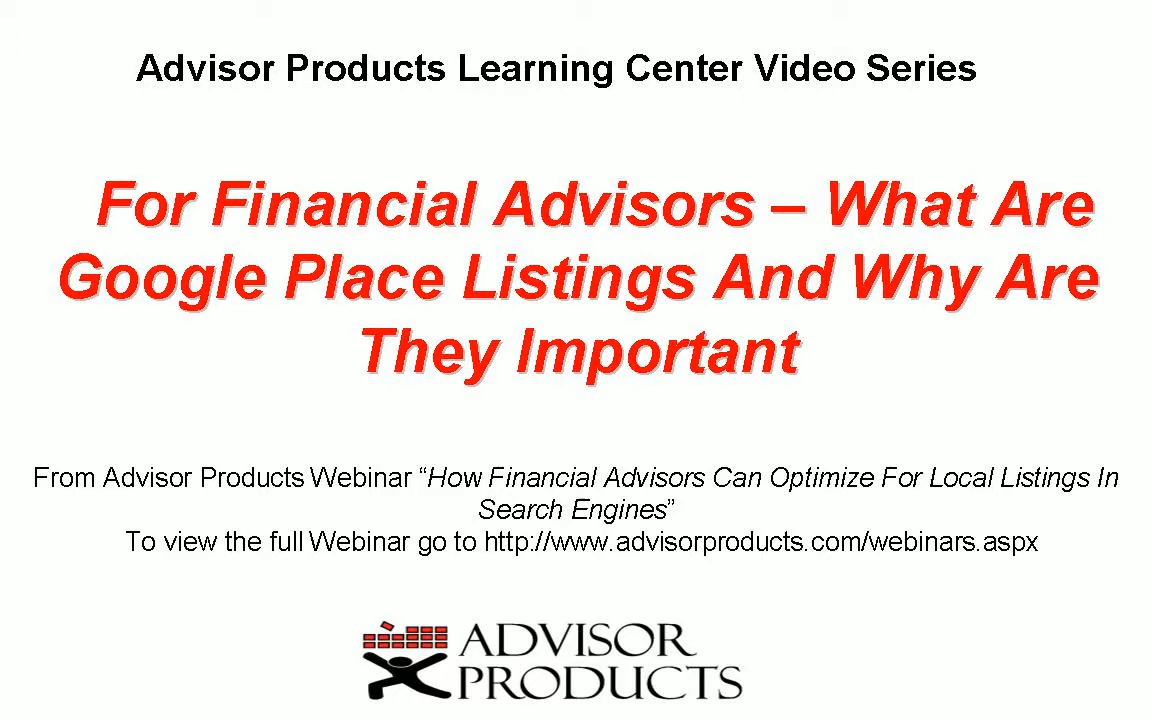 Advisor Products Learning Center Video Series
For Financial Advisors – What Are
Google Place Listings And Why Are
They Important
From Advisor Products Webinar “How Financial Advisors Can Optimize For Local Listings In
Search Engines”
To view the full Webinar go to http://www.advisorproducts.com/webinars.aspx
ADVISOR
PRODUCTS